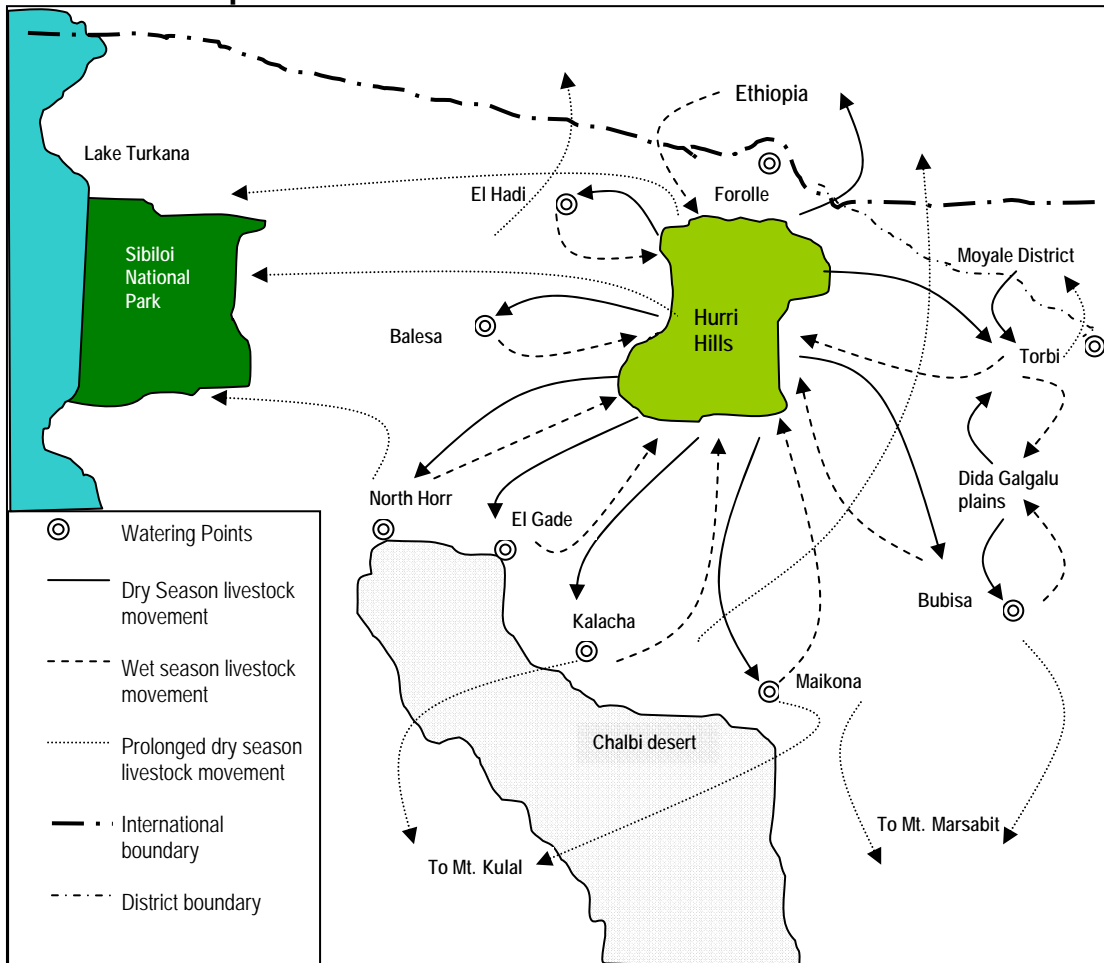 Ethiopia
Lake Turkana
El Hadi
Forolle
Sibiloi
National
Park
Moyale District
Hurri
Hills
Balesa
Torbi
North Horr
El Gade
Dida Galgalu
plains
Kalacha
Bubisa
Maikona
Chalbi desert
To Mt. Marsabit
To Mt. Kulal
Watering Points
Dry Season livestock
movement
Wet season livestock
movement
Prolonged dry season
livestock movement
International
boundary
District boundary